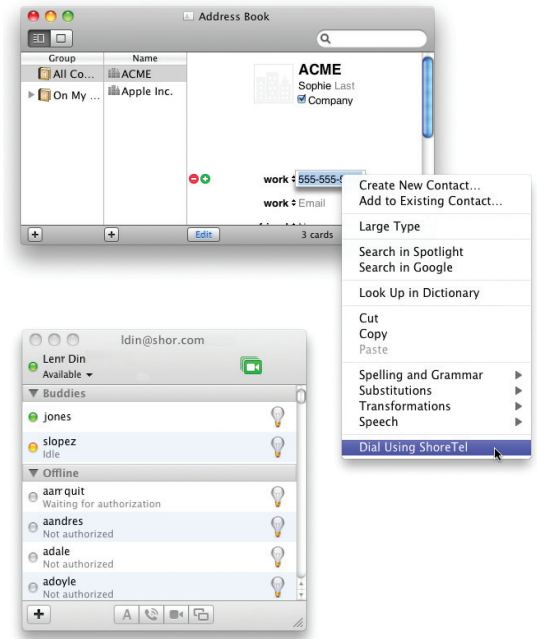 Address Book
Group
Name
All Co...
On My ...
ACME
Apple Inc.
ACME
Sophie Last
Company
work 555-555-
work Email
Edit
3 cards
Create New Contact...
Add to Existing Contact...
Large Type
Search in Spotlight
Search in Google
Look Up in Dictionary
Cut
Copy
Paste
Spelling and Grammar
Substitutions
Transformations
Speech
Dial Using ShoreTel
ldin@shor.com
Din
Available
Buddies
jones
slopez
Idle
Offline
quit
Waiting for authorization
aandres
Not authorized
adale
Not authorized
adoyle
Not authorized
A